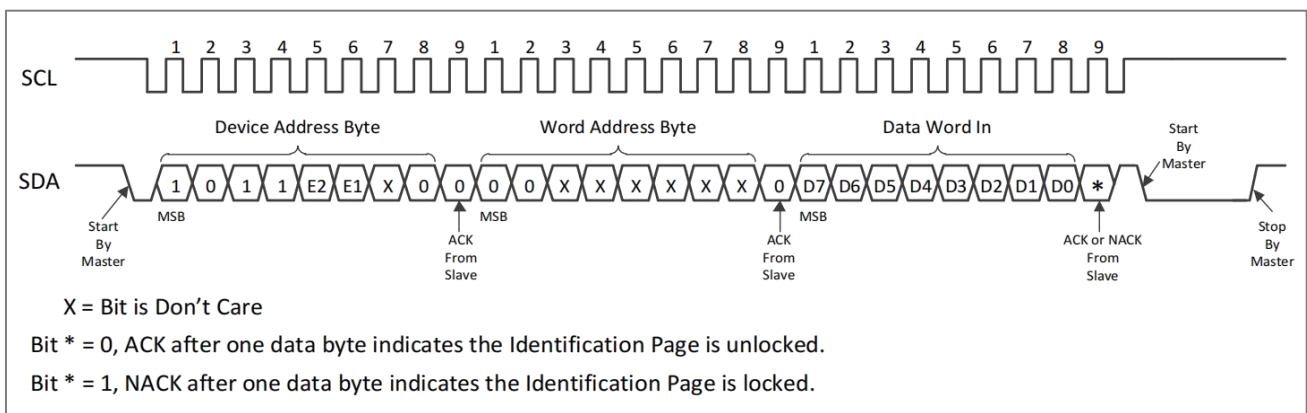 1 2 3 4 5 6 7 8 9 1 2 3 4 5 6 7 8 9 1 2 3 4 5 6 7 8 9
SCL
Device Address Byte Word Address Byte Data Word In
SDA
1 0 1 1 E2 E1 X 0 0 0 0 X X X X X X 0 D7 D6 D5 D4 D3 D2 D1 D0 *
MSB MSB MSB
Start
By
Master
ACK
From
Slave
ACK
From
Slave
ACK or NACK
From
Slave
Start
By
Master
Stop
By
Master
X = Bit is Don’t Care
Bit * = 0, ACK after one data byte indicates the Identification Page is unlocked.
Bit * = 1, NACK after one data byte indicates the Identification Page is locked.